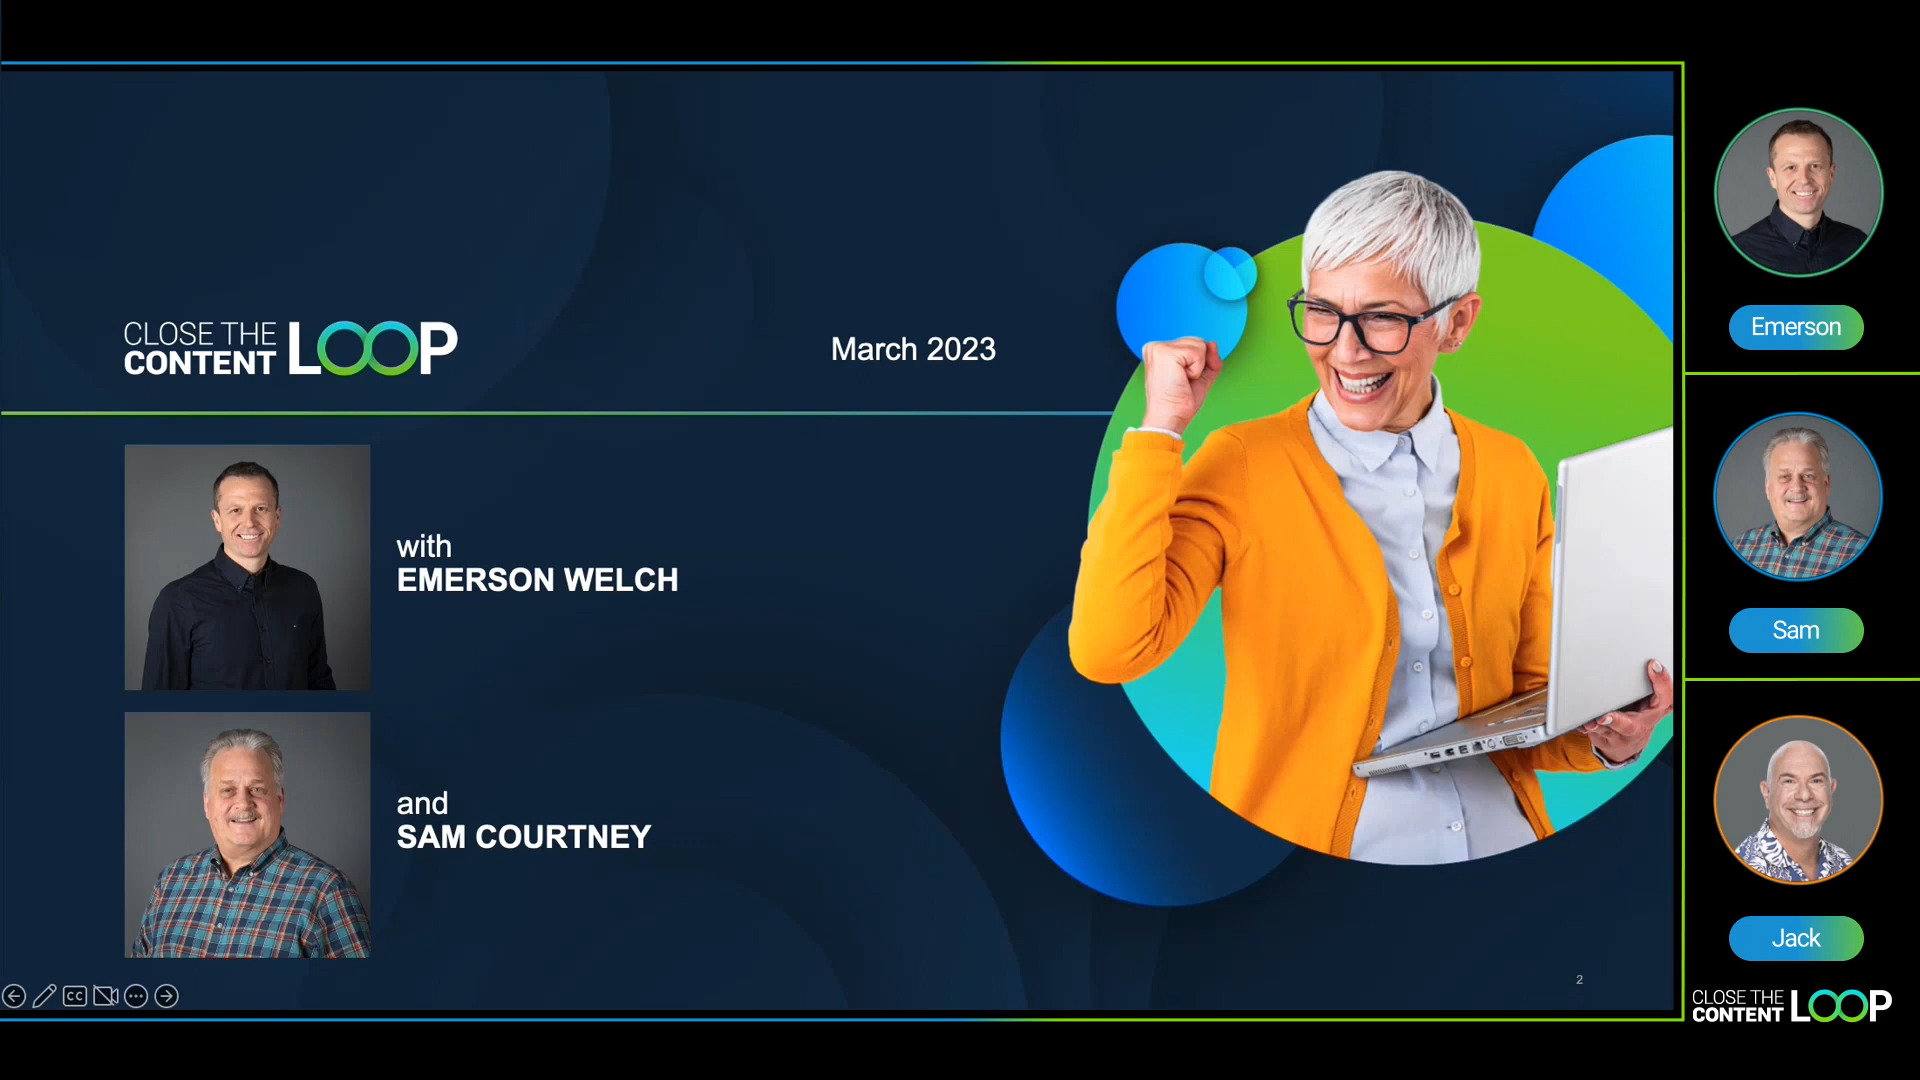 CLOSE THE
CONTENT LOOP
March 2023
with
EMERSON WELCH
and
SAM COURTNEY
2
CC
Emerson
Sam
Jack
CLOSE THE
CONTENT LOOP